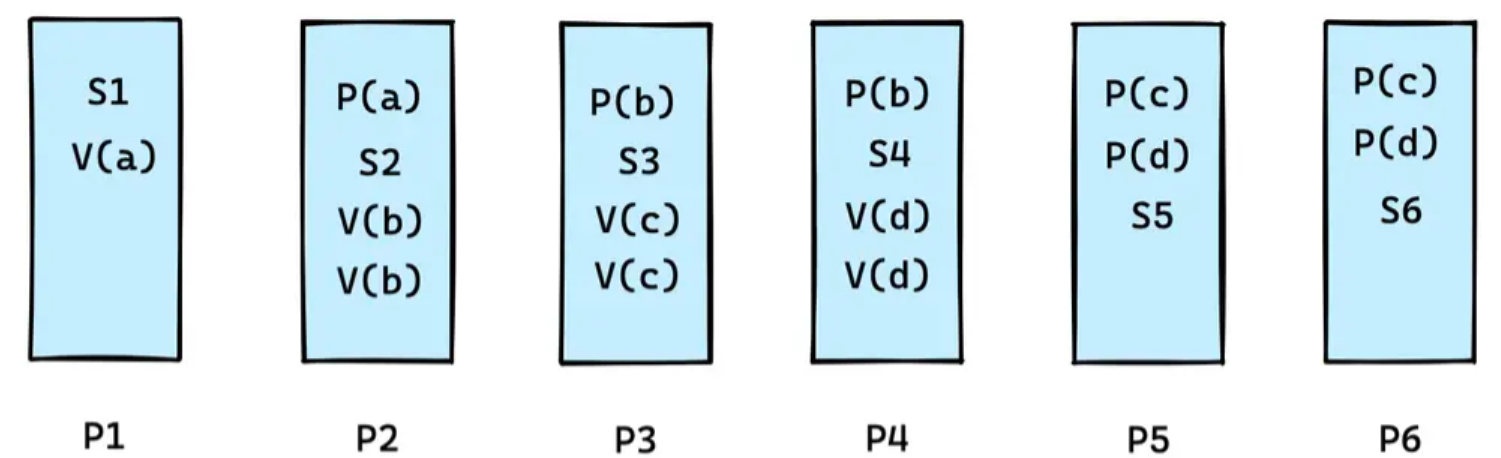 S1
V(a)
P1
P(a)
S2
V(b)
V(b)
P2
P(b)
S3
V(c)
V(c)
P3
P(b)
S4
V(d)
V(d)
P4
P(c)
P(d)
S5
P5
P(c)
P(d)
S6
P6